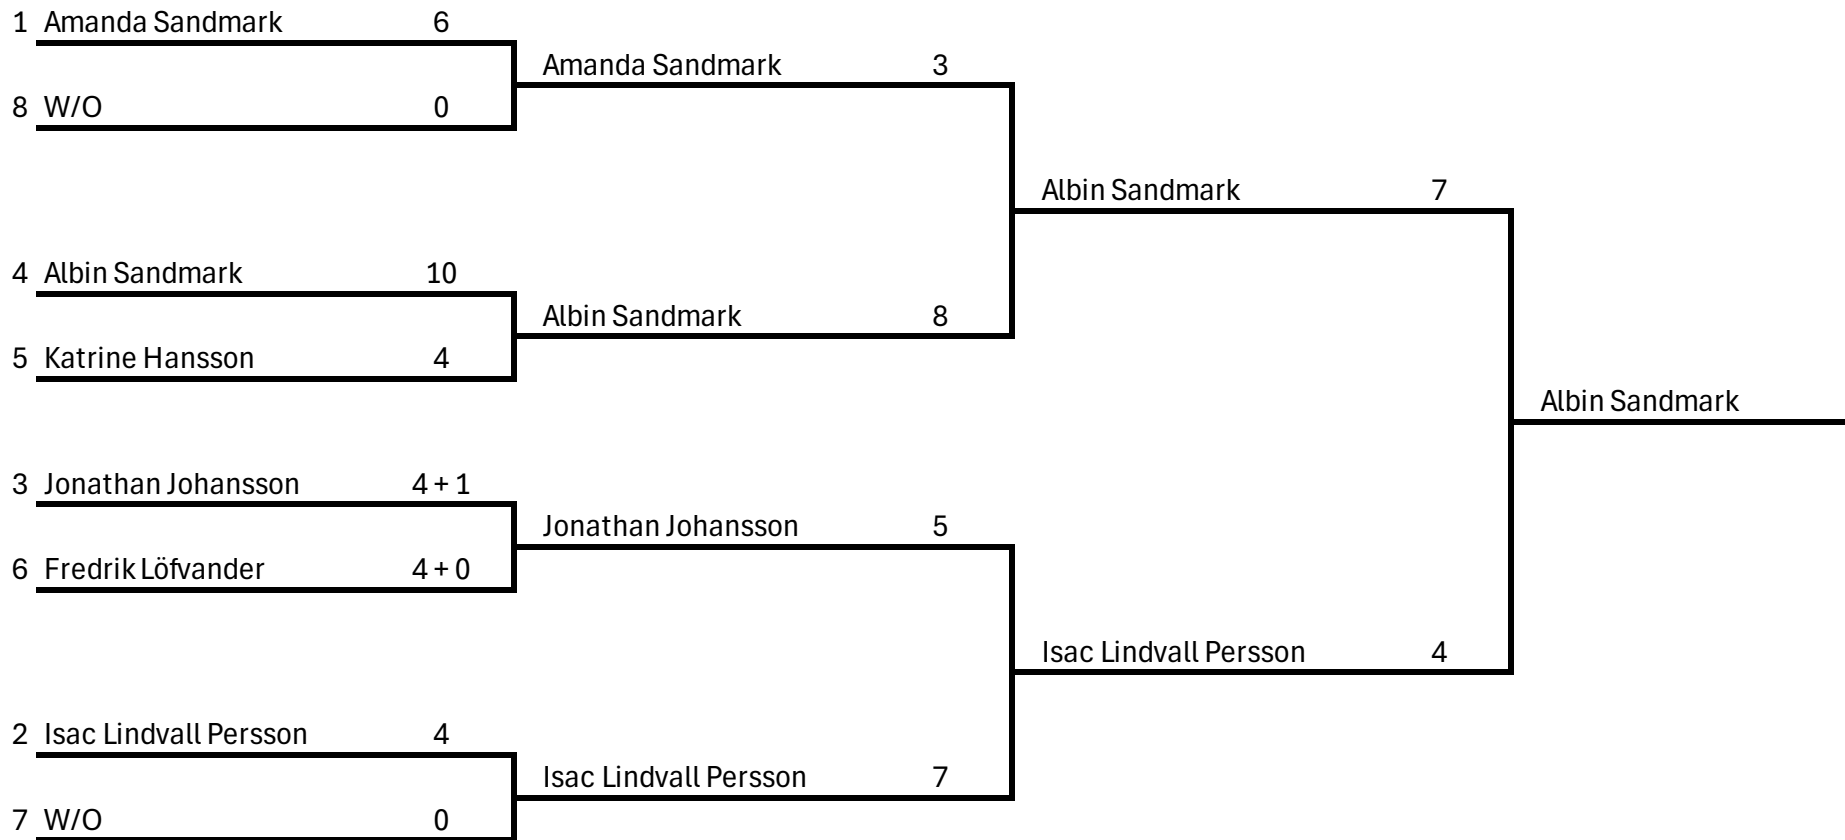 1 Amanda Sandmark 6
Amanda Sandmark 3
8 W/O 0
Albin Sandmark 7
4 Albin Sandmark 10
Albin Sandmark 8
5 Katrine Hansson 4
Albin Sandmark
3 Jonathan Johansson 4 + 1
Jonathan Johansson 5
6 Fredrik Löfvander 4 + 0
Isac Lindvall Persson 4
2 Isac Lindvall Persson 4
Isac Lindvall Persson 7
7 W/O 0